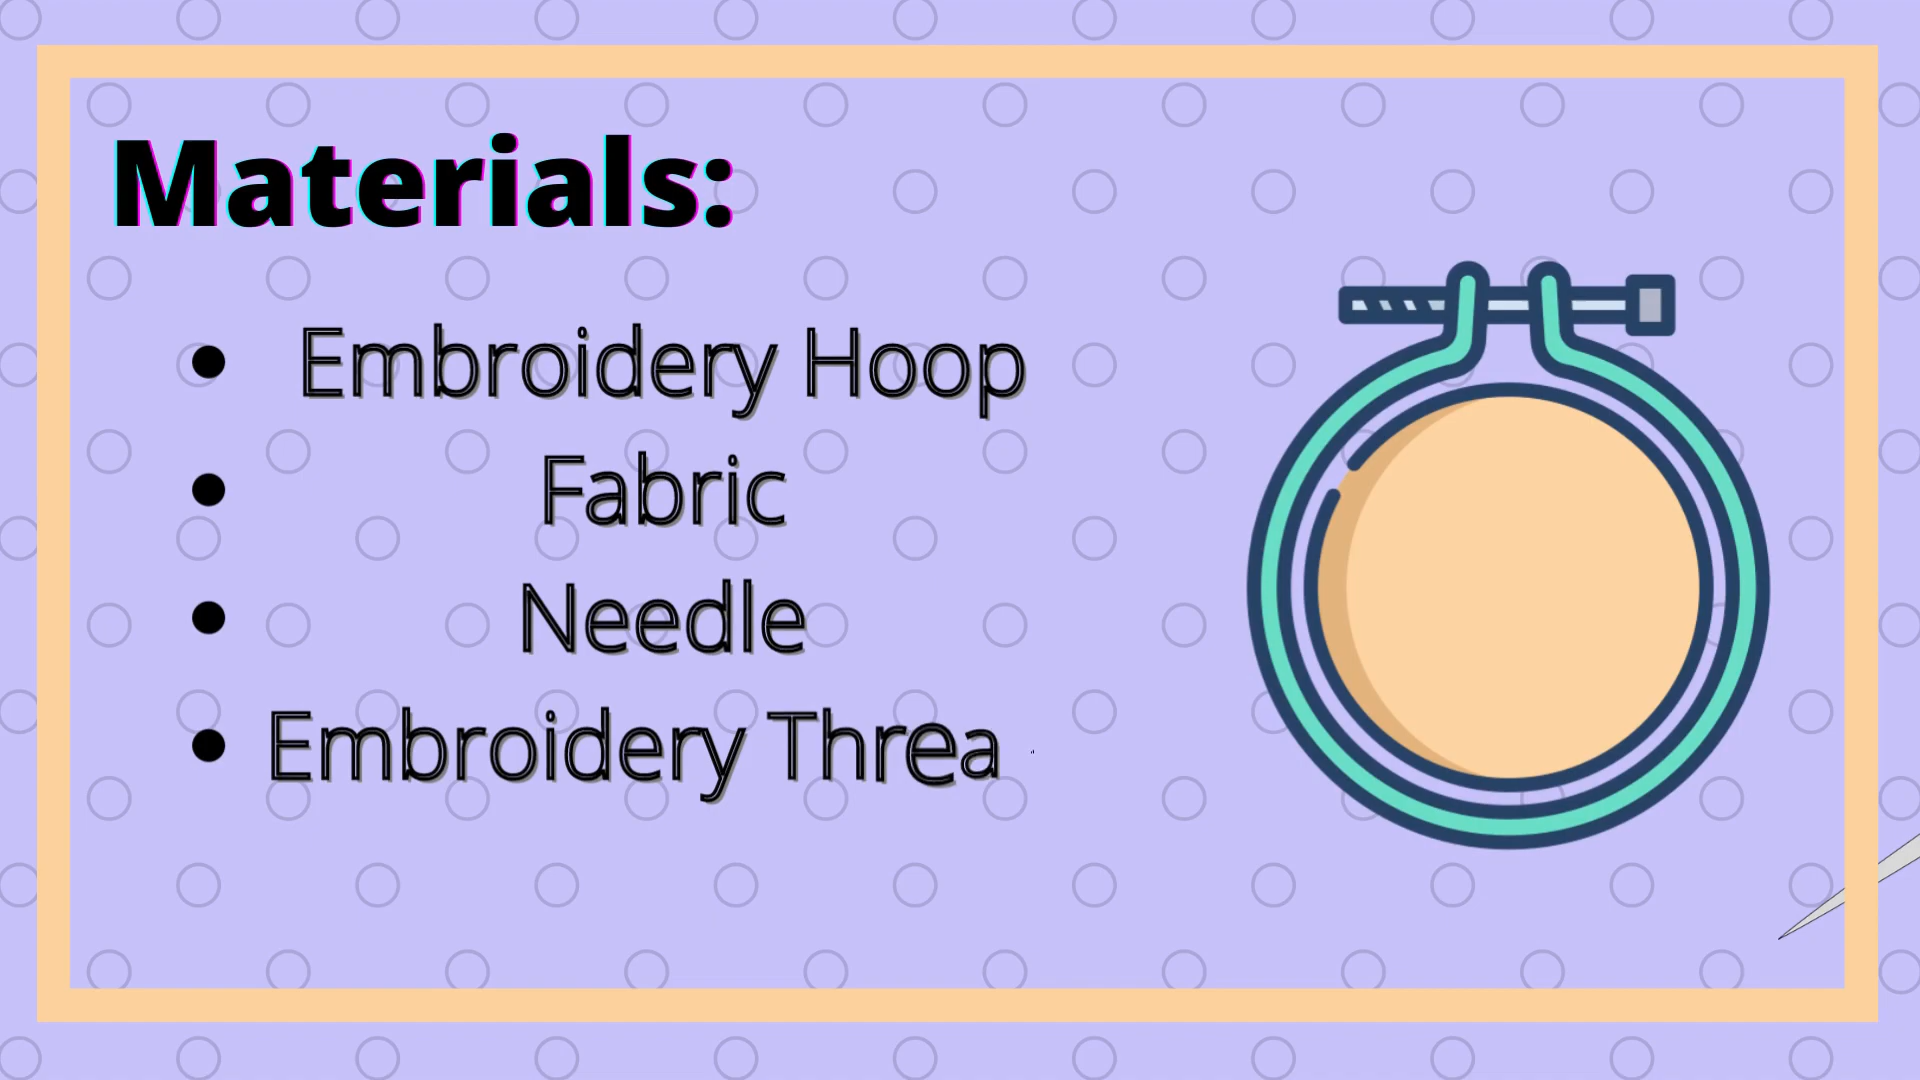 Materials:
• Embroidery Hoop
• Fabric
• Needle
• Embroidery Threa